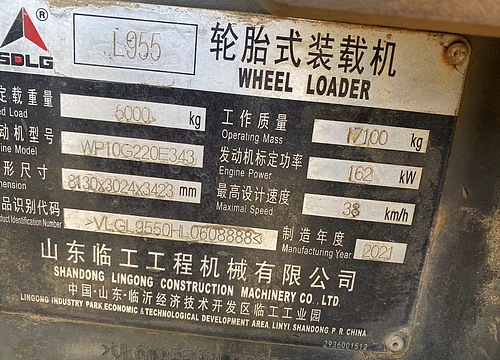 SDLG
L955
轮胎式装载机
WHEEL LOADER
定载重量 5000 kg
ed Load
工作质量 17100 kg
Operating Mass
动机型号 WP10G220E343
ine Model
发动机标定功率 162 kW
Engine Power
形尺寸 8130x3024x3423 mm
mension
最高设计速度 38 km/h
Maximal Speed
品识别代码 >VLGL9550HL0608888<
duct Identification Number
制造年度 2021
Manufacturing Year
山东临工工程机械有限公司
SHANDONG LINGONG CONSTRUCTION MACHINERY CO., LTD.
中国·山东·临沂经济技术开发区临工工业园
LINGONG INDUSTRY PARK ECONOMIC & TECHNOLOGICAL DEVELOPMENT AREA LINYI SHANDONG P R CHINA
2936001512